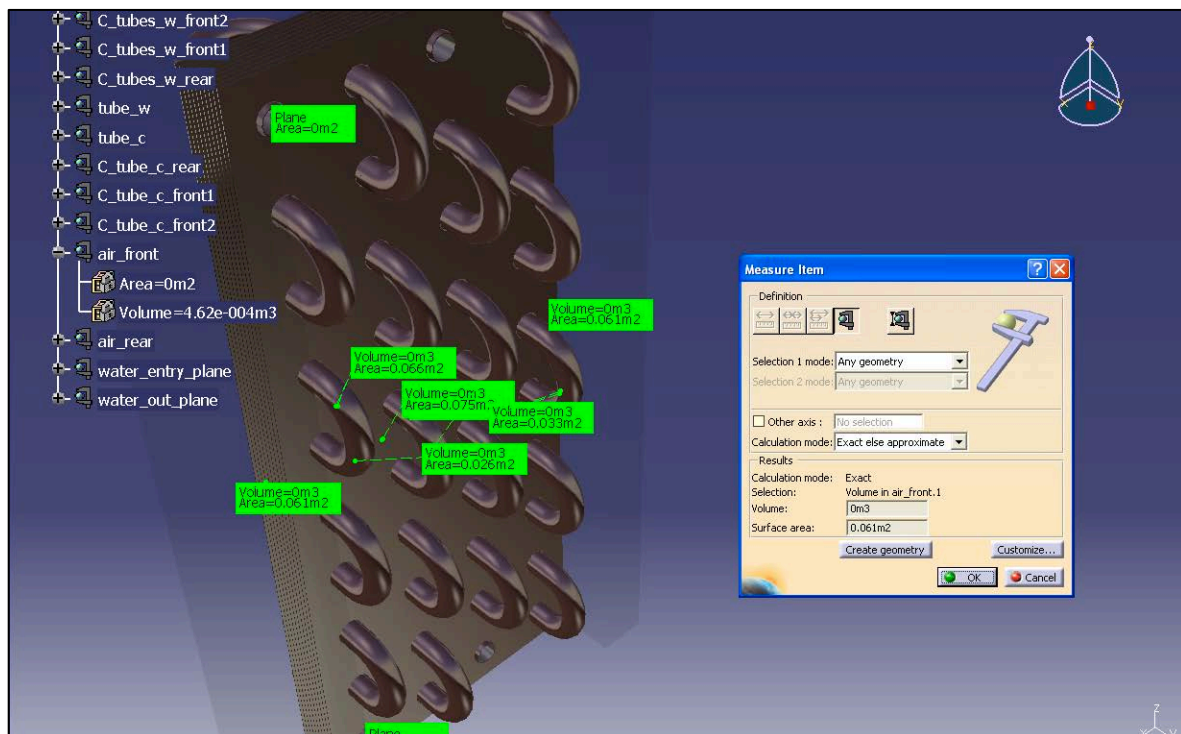 C_tubes_w_front2
C_tubes_w_front1
C_tubes_w_rear
tube_w
tube_c
C_tube_c_rear
C_tube_c_front1
C_tube_c_front2
air_front
Area=0m2
Volume=4.62e-004m3
air_rear
water_entry_plane
water_out_plane
Plane
Area=0m2
Volume=0m3
Area=0.061m2
Volume=0m3
Area=0.066m2
Volume=0m3
Area=0.075m2
Volume=0m3
Area=0.033m2
Volume=0m3
Area=0.026m2
Volume=0m3
Area=0.061m2
Plane
Measure Item
Definition
Selection 1 mode: Any geometry
Selection 2 mode: Any geometry
Other axis : No selection
Calculation mode: Exact else approximate
Results
Calculation mode: Exact
Selection: Volume in air_front.1
Volume: 0m3
Surface area: 0.061m2
Create geometry
Customize...
OK
Cancel
z
x
y